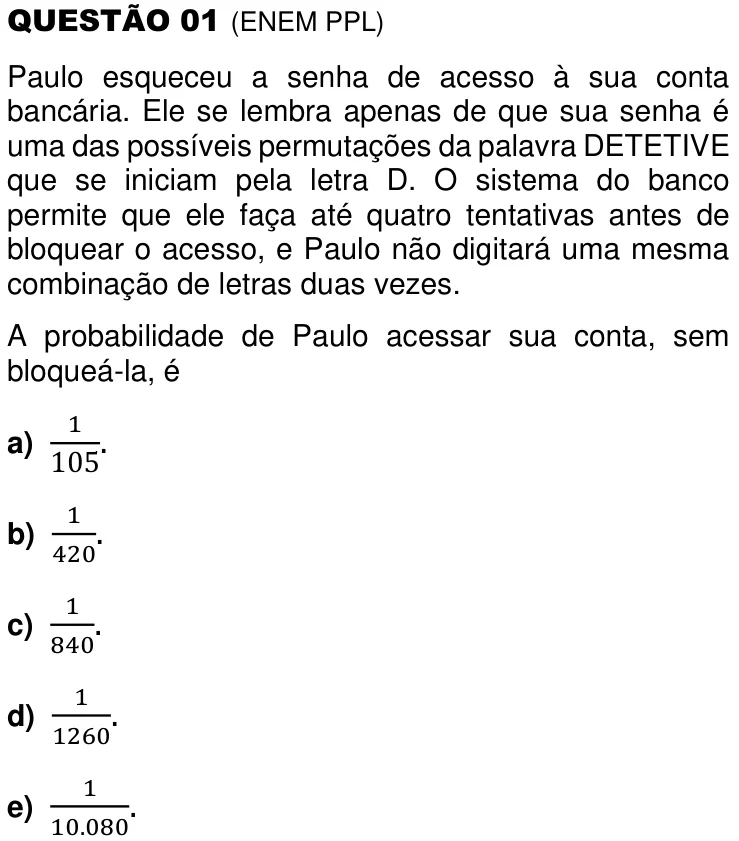 QUESTÃO 01 (ENEM PPL)
Paulo esqueceu a senha de acesso à sua conta
bancária. Ele se lembra apenas de que sua senha é
uma das possíveis permutações da palavra DETETIVE
que se iniciam pela letra D. O sistema do banco
permite que ele faça até quatro tentativas antes de
bloquear o acesso, e Paulo não digitará uma mesma
combinação de letras duas vezes.
A probabilidade de Paulo acessar sua conta, sem
bloqueá-la, é
a) 1/105.
b) 1/420.
c) 1/840.
d) 1/1260.
e) 1/10.080.